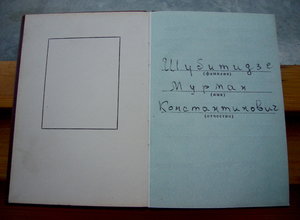 Шубитидзе
(фамилия)
Мурман
(имя)
Константинович
(отчество)